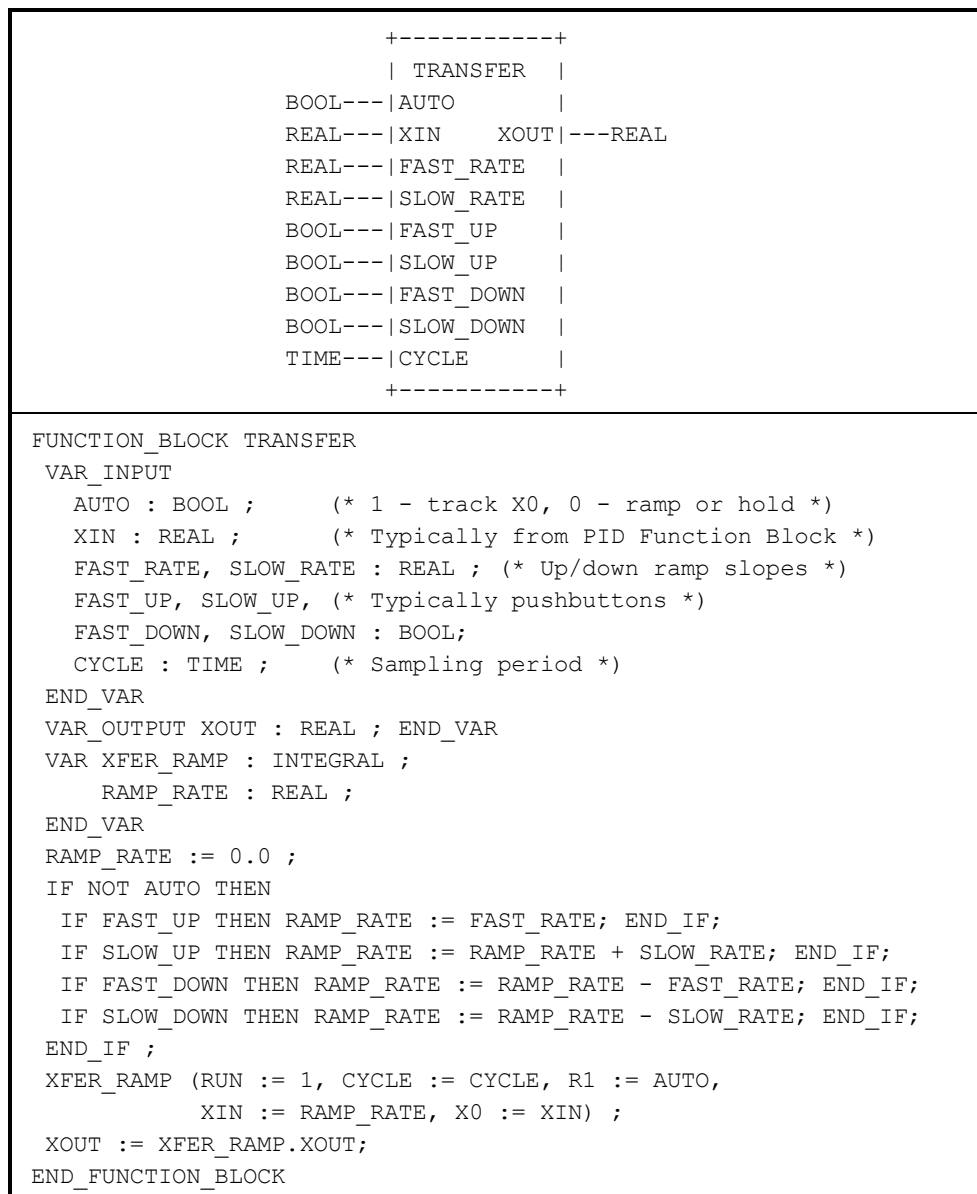 +-----------+
| TRANSFER  |
BOOL---|AUTO       |
REAL---|XIN    XOUT|---REAL
REAL---|FAST_RATE  |
REAL---|SLOW_RATE  |
BOOL---|FAST_UP    |
BOOL---|SLOW_UP    |
BOOL---|FAST_DOWN  |
BOOL---|SLOW_DOWN  |
TIME---|CYCLE      |
+-----------+
FUNCTION_BLOCK TRANSFER
VAR_INPUT
AUTO : BOOL ;      (* 1 - track X0, 0 - ramp or hold *)
XIN : REAL ;       (* Typically from PID Function Block *)
FAST_RATE, SLOW_RATE : REAL ; (* Up/down ramp slopes *)
FAST_UP, SLOW_UP, (* Typically pushbuttons *)
FAST_DOWN, SLOW_DOWN : BOOL;
CYCLE : TIME ;     (* Sampling period *)
END_VAR
VAR_OUTPUT XOUT : REAL ; END_VAR
VAR XFER_RAMP : INTEGRAL ;
RAMP_RATE : REAL ;
END_VAR
RAMP_RATE := 0.0 ;
IF NOT AUTO THEN
IF FAST_UP THEN RAMP_RATE := FAST_RATE; END_IF;
IF SLOW_UP THEN RAMP_RATE := RAMP_RATE + SLOW_RATE; END_IF;
IF FAST_DOWN THEN RAMP_RATE := RAMP_RATE - FAST_RATE; END_IF;
IF SLOW_DOWN THEN RAMP_RATE := RAMP_RATE - SLOW_RATE; END_IF;
END_IF ;
XFER_RAMP (RUN := 1, CYCLE := CYCLE, R1 := AUTO,
XIN := RAMP_RATE, X0 := XIN) ;
XOUT := XFER_RAMP.XOUT;
END_FUNCTION_BLOCK